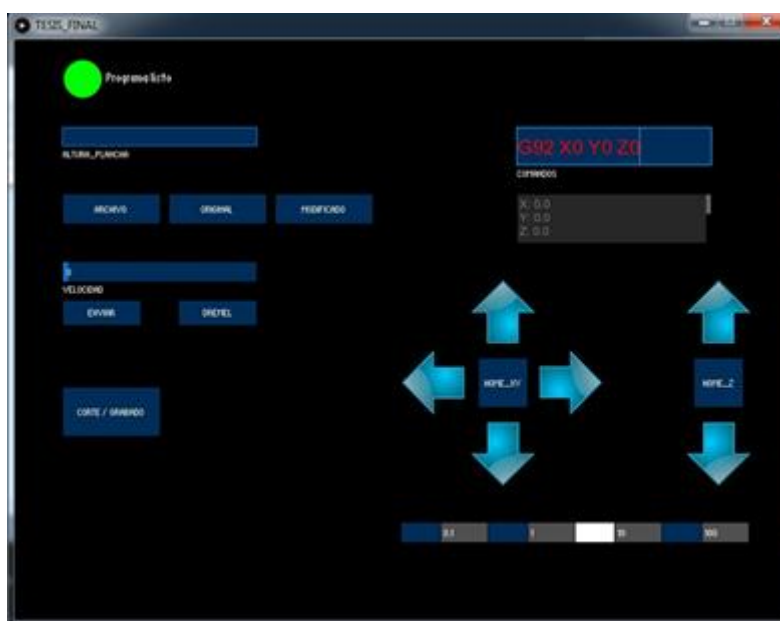 TESIS_FINAL
Programa listo
ALTURA_PLANCHA
G92 X0 Y0 Z0
COMANDOS
ARCHIVO
ORIGINAL
MODIFICADO
X: 0.0
Y: 0.0
Z: 0.0
VELOCIDAD
ENVIAR
DREMEL
HOME_XY
HOME_Z
CORTE / GRABADO
0.1
1
10
100